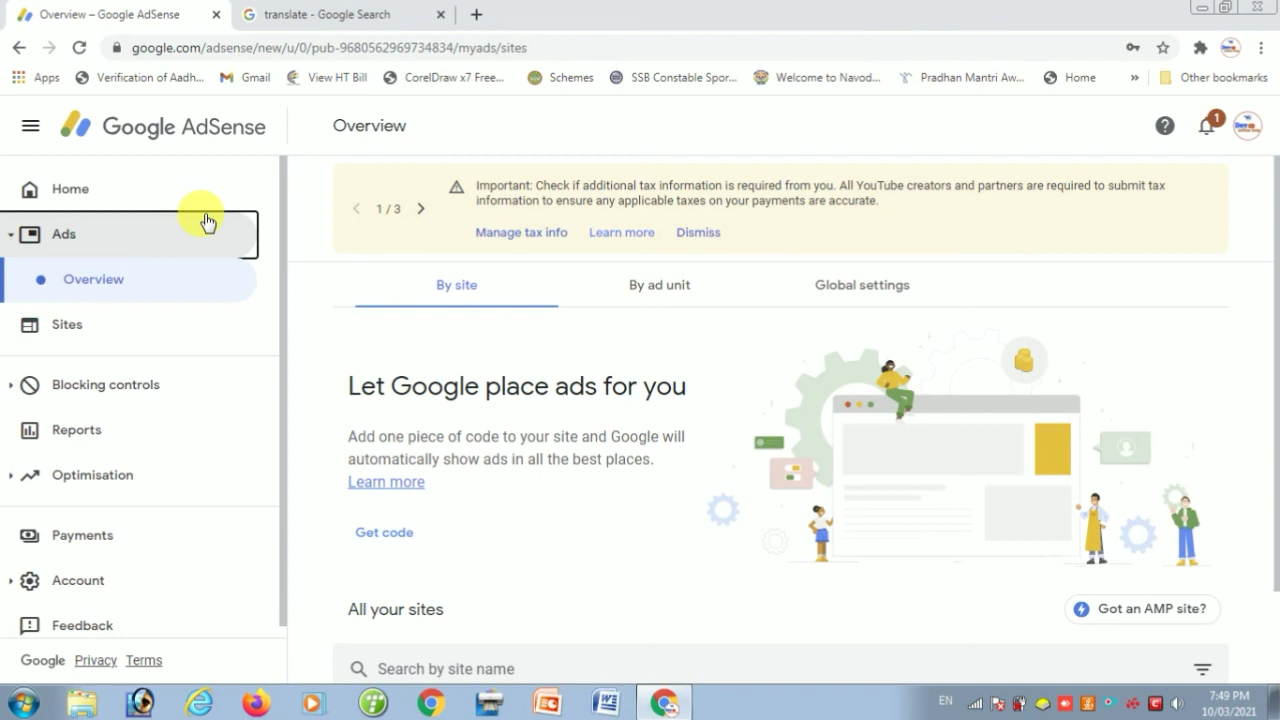 Overview – Google AdSense
translate - Google Search
google.com/adsense/new/u/0/pub-9680562969734834/myads/sites
Apps
Verification of Aadh...
Gmail
View HT Bill
CorelDraw x7 Free...
Schemes
SSB Constable Spor...
Welcome to Navod...
Pradhan Mantri Aw...
Home
»
Other bookmarks
Google AdSense
Overview
1
Home
Ads
Overview
Sites
Blocking controls
Reports
Optimisation
Payments
Account
Feedback
Google Privacy Terms
1 / 3
Important: Check if additional tax information is required from you. All YouTube creators and partners are required to submit tax
information to ensure any applicable taxes on your payments are accurate.
Manage tax info Learn more Dismiss
By site By ad unit Global settings
Let Google place ads for you
Add one piece of code to your site and Google will
automatically show ads in all the best places.
Learn more
Get code
All your sites
Got an AMP site?
Search by site name
EN
7:49 PM
10/03/2021